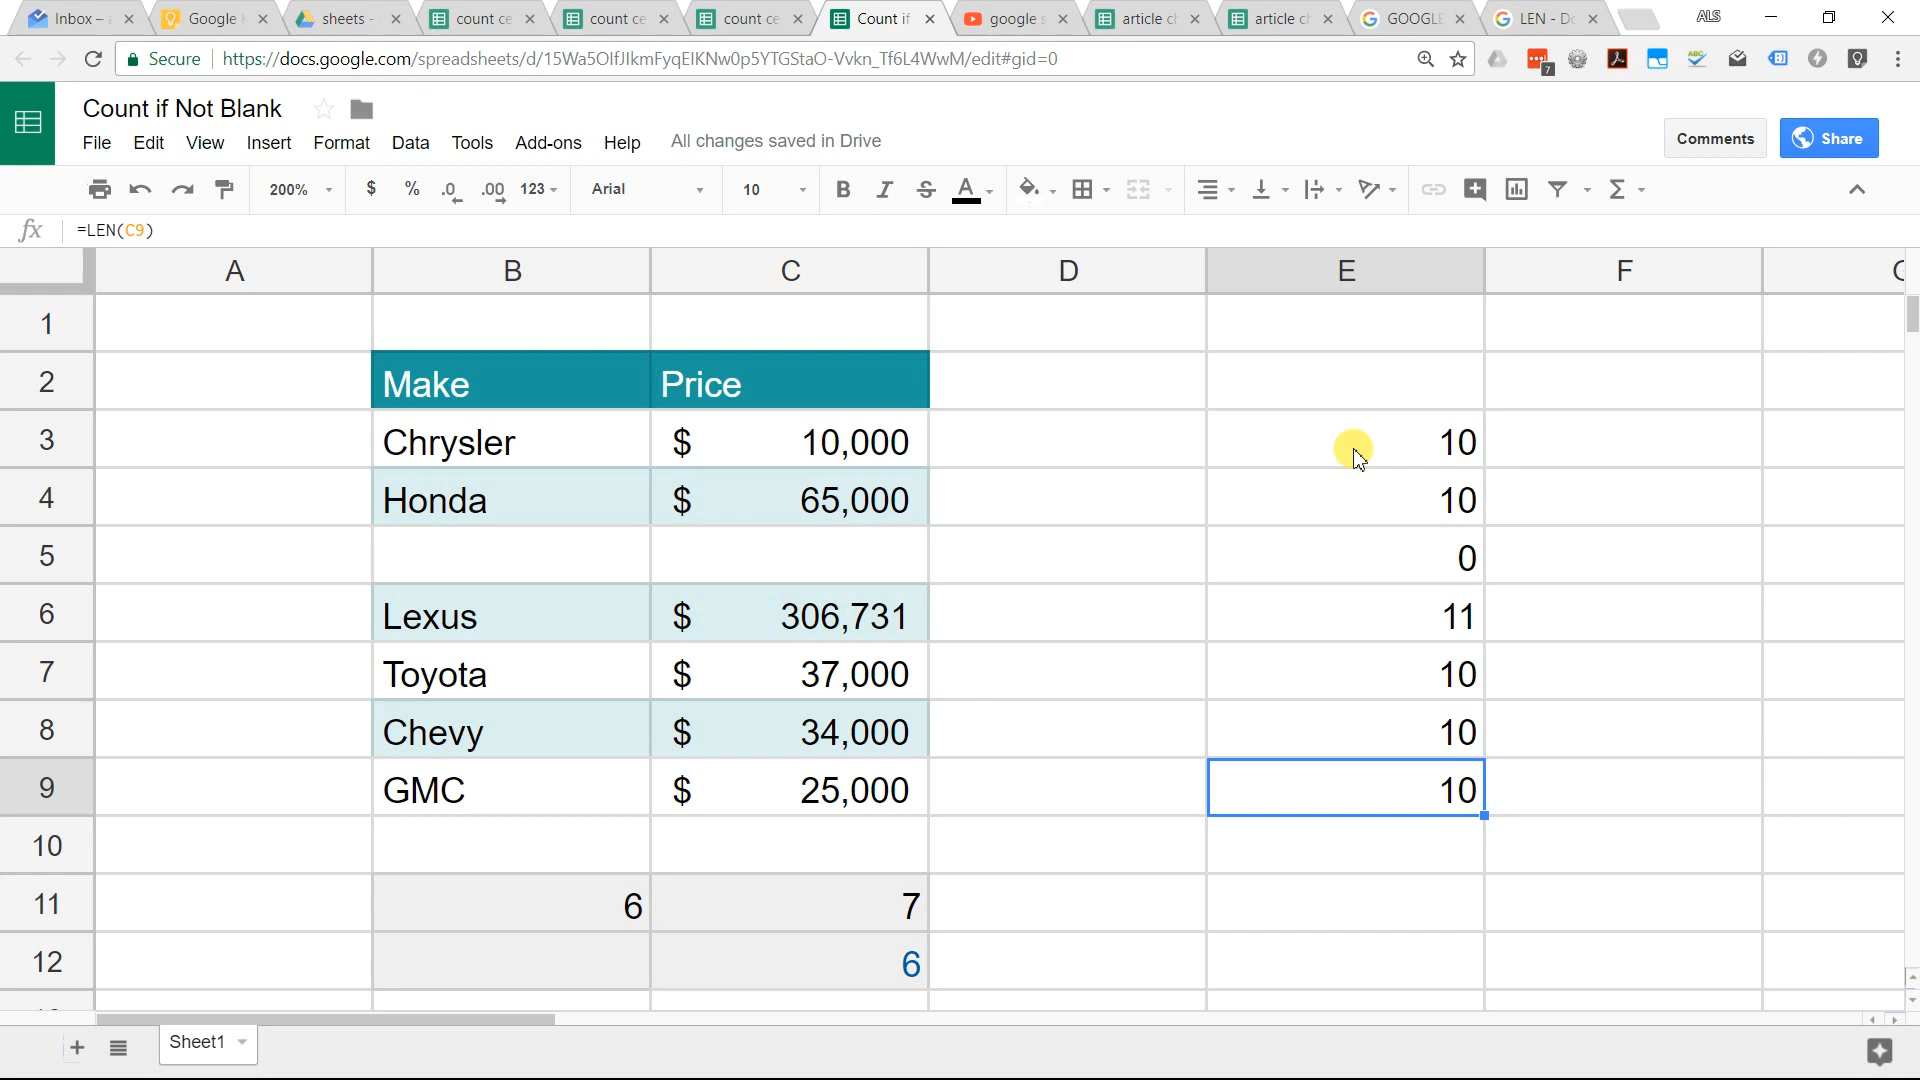 Inbox –
Google
sheets -
count ce
count ce
count ce
Count if
google s
article c
article c
GOOGLE
LEN - Do
ALS
Secure
https://docs.google.com/spreadsheets/d/15Wa5OIfJIkmFyqEIKNw0p5YTGStaO-Vvkn_Tf6L4WwM/edit#gid=0
7
Count if Not Blank
File Edit View Insert Format Data Tools Add-ons Help All changes saved in Drive
Comments
Share
200% $ % .0 .00 123 Arial 10 B I S A Σ
fx =LEN(C9)
A B C D E F
1
2 Make Price
3 Chrysler $ 10,000 10
4 Honda $ 65,000 10
5 0
6 Lexus $ 306,731 11
7 Toyota $ 37,000 10
8 Chevy $ 34,000 10
9 GMC $ 25,000 10
10
11 6 7
12 6
Sheet1